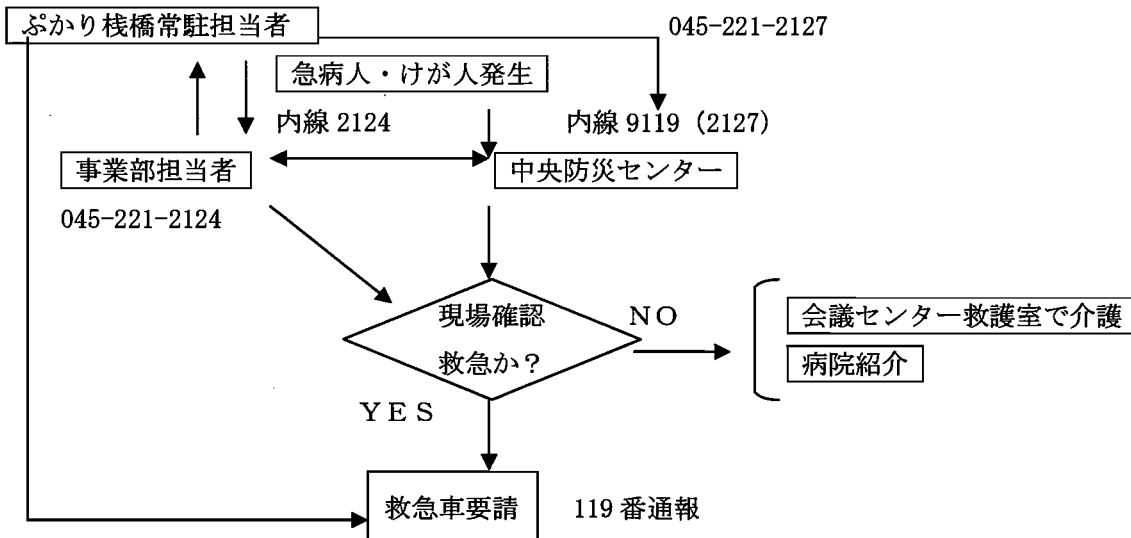 ぷかり桟橋常駐担当者
045-221-2127
急病人・けが人発生
内線 2124
内線 9119（2127）
事業部担当者
中央防災センター
045-221-2124
現場確認
救急か？
NO
会議センター救護室で介護
病院紹介
YES
救急車要請
119 番通報